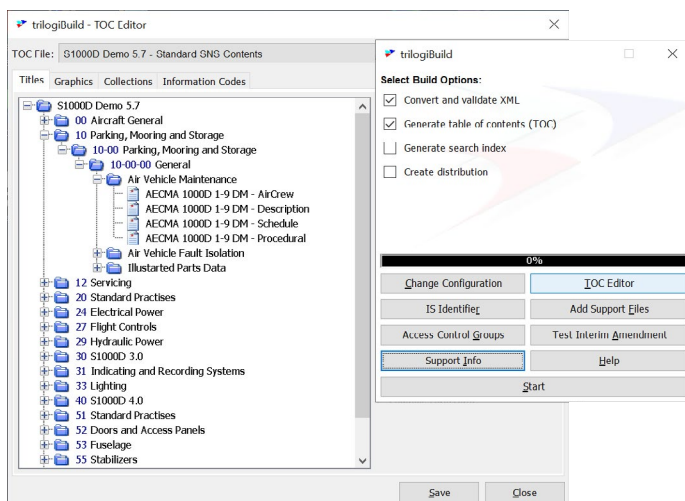 trilogiBuild - TOC Editor
TOC File: S1000D Demo 5.7 - Standard SNS Contents
Titles Graphics Collections Information Codes
S1000D Demo 5.7
00 Aircraft General
10 Parking, Mooring and Storage
10-00 Parking, Mooring and Storage
10-00-00 General
Air Vehicle Maintenance
AECMA 1000D 1-9 DM - AirCrew
AECMA 1000D 1-9 DM - Description
AECMA 1000D 1-9 DM - Schedule
AECMA 1000D 1-9 DM - Procedural
Air Vehicle Fault Isolation
Illustarted Parts Data
12 Servicing
20 Standard Practises
24 Electrical Power
27 Flight Controls
29 Hydraulic Power
30 S1000D 3.0
31 Indicating and Recording Systems
33 Lighting
40 S1000D 4.0
51 Standard Practises
52 Doors and Access Panels
53 Fuselage
55 Stabilizers
Save Close
trilogiBuild
Select Build Options:
Convert and validate XML
Generate table of contents (TOC)
Generate search index
Create distribution
0%
Change Configuration TOC Editor
IS Identifier Add Support Files
Access Control Groups Test Interim Amendment
Support Info Help
Start